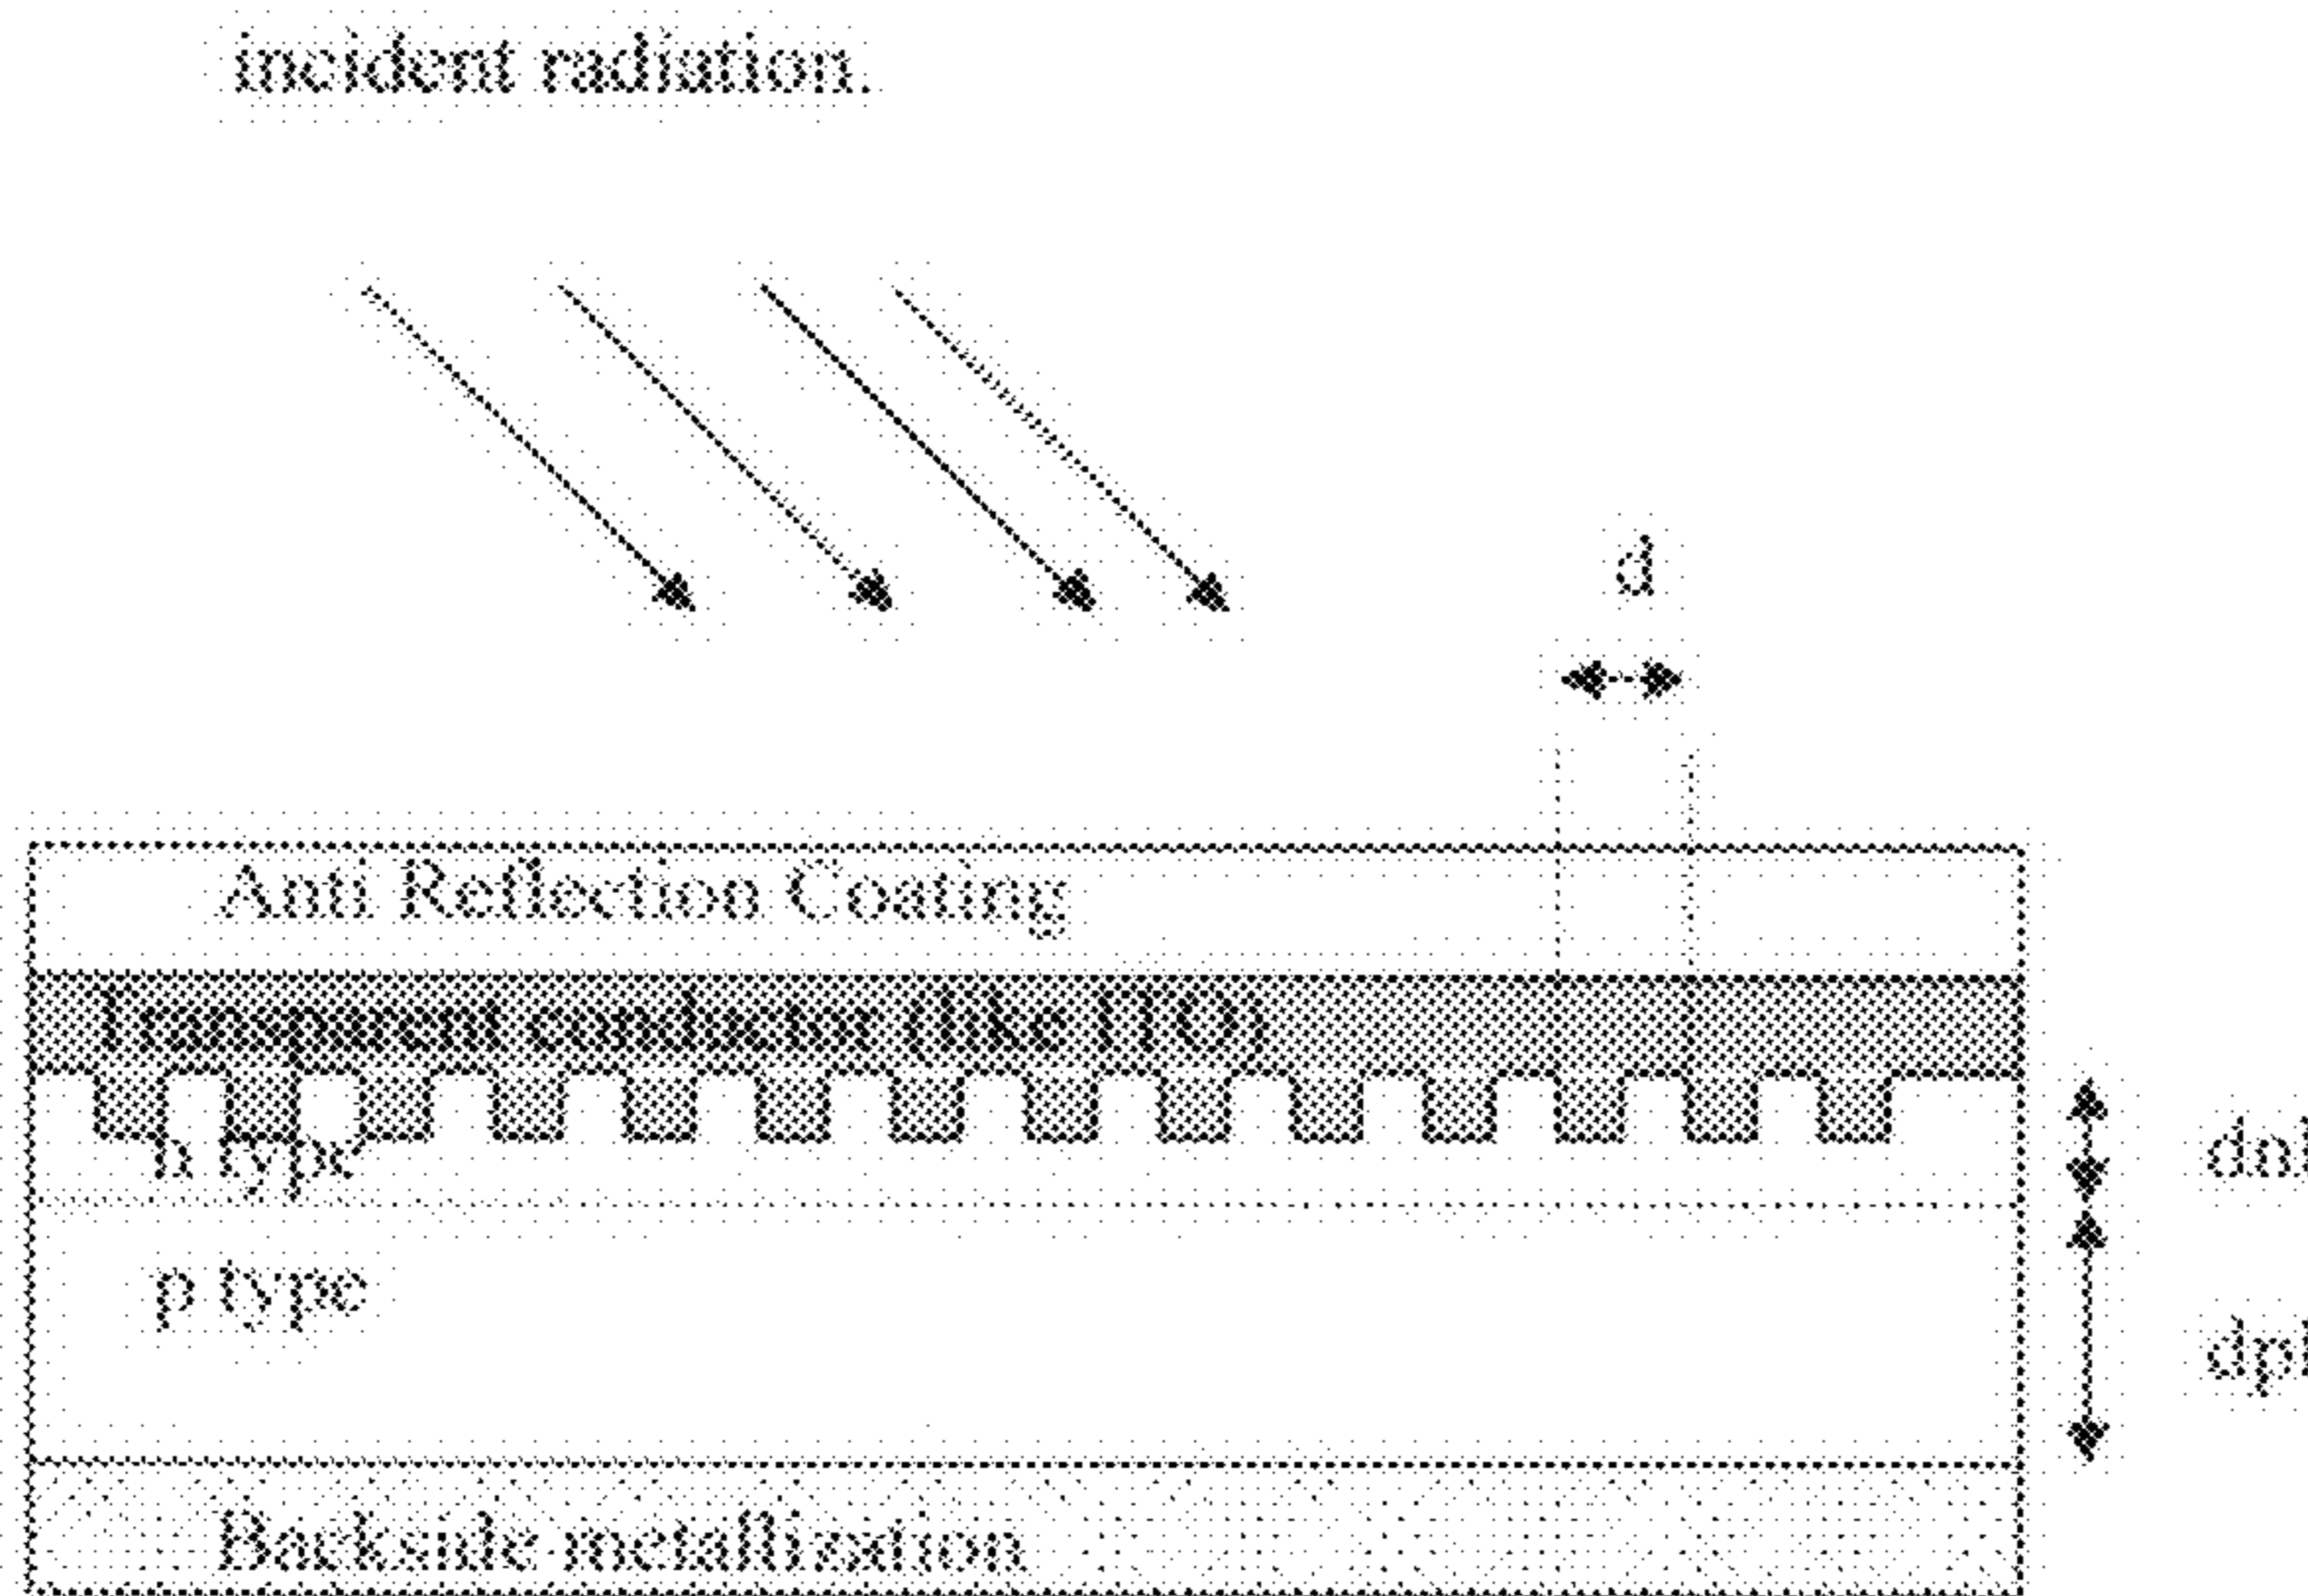 incident radiation
d
Anti Reflection Coating
Transparent conductor (like ITO)
n type
p type
Backside metallization